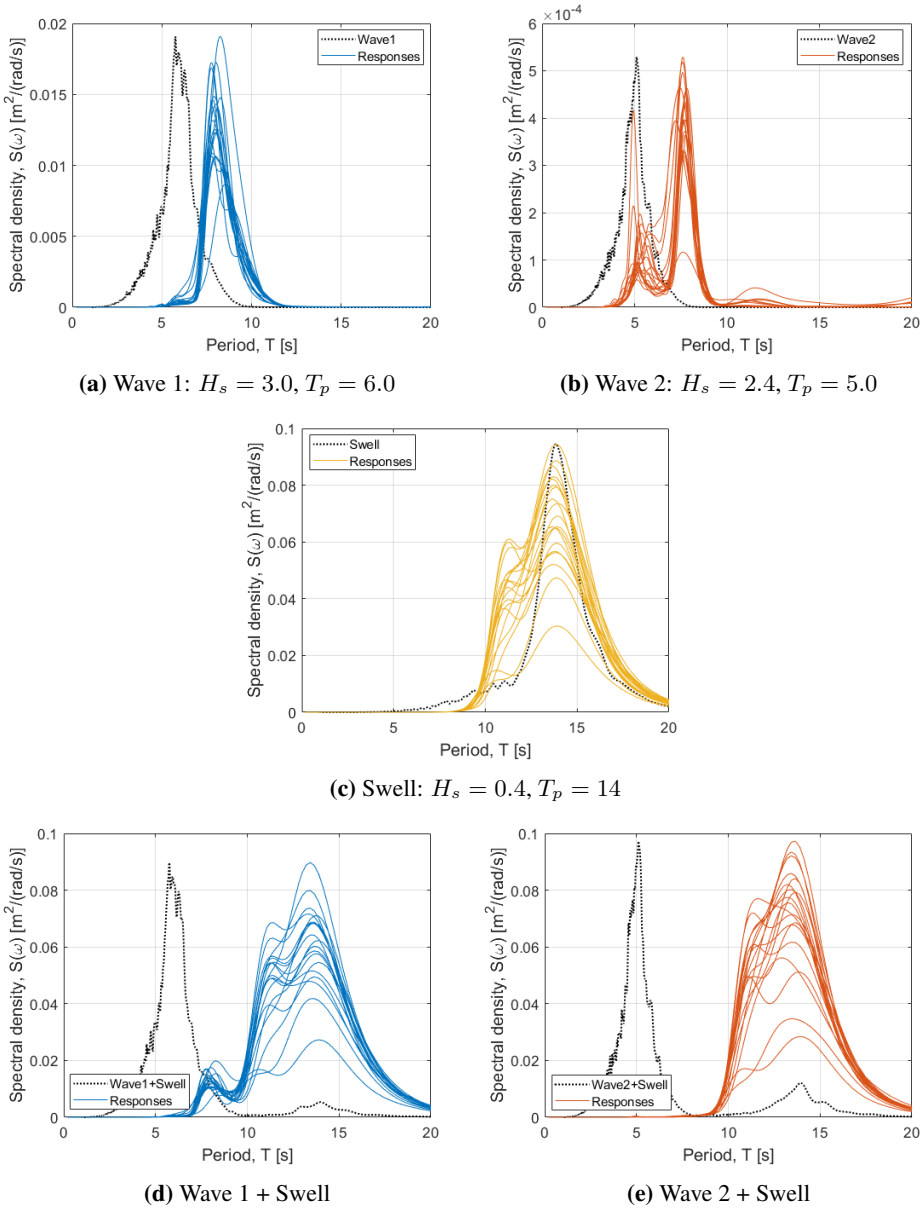 0.02
0.015
0.01
0.005
0
Spectral density, S(ω) [m²/(rad/s)]
Wave1
Responses
0 5 10 15 20
Period, T [s]
(a) Wave 1: H_s = 3.0, T_p = 6.0
×10⁻⁴
6
5
4
3
2
1
0
Spectral density, S(ω) [m²/(rad/s)]
Wave2
Responses
0 5 10 15 20
Period, T [s]
(b) Wave 2: H_s = 2.4, T_p = 5.0
0.1
0.08
0.06
0.04
0.02
0
Spectral density, S(ω) [m²/(rad/s)]
Swell
Responses
0 5 10 15 20
Period, T [s]
(c) Swell: H_s = 0.4, T_p = 14
0.1
0.08
0.06
0.04
0.02
0
Spectral density, S(ω) [m²/(rad/s)]
Wave1+Swell
Responses
0 5 10 15 20
Period, T [s]
(d) Wave 1 + Swell
0.1
0.08
0.06
0.04
0.02
0
Spectral density, S(ω) [m²/(rad/s)]
Wave2+Swell
Responses
0 5 10 15 20
Period, T [s]
(e) Wave 2 + Swell